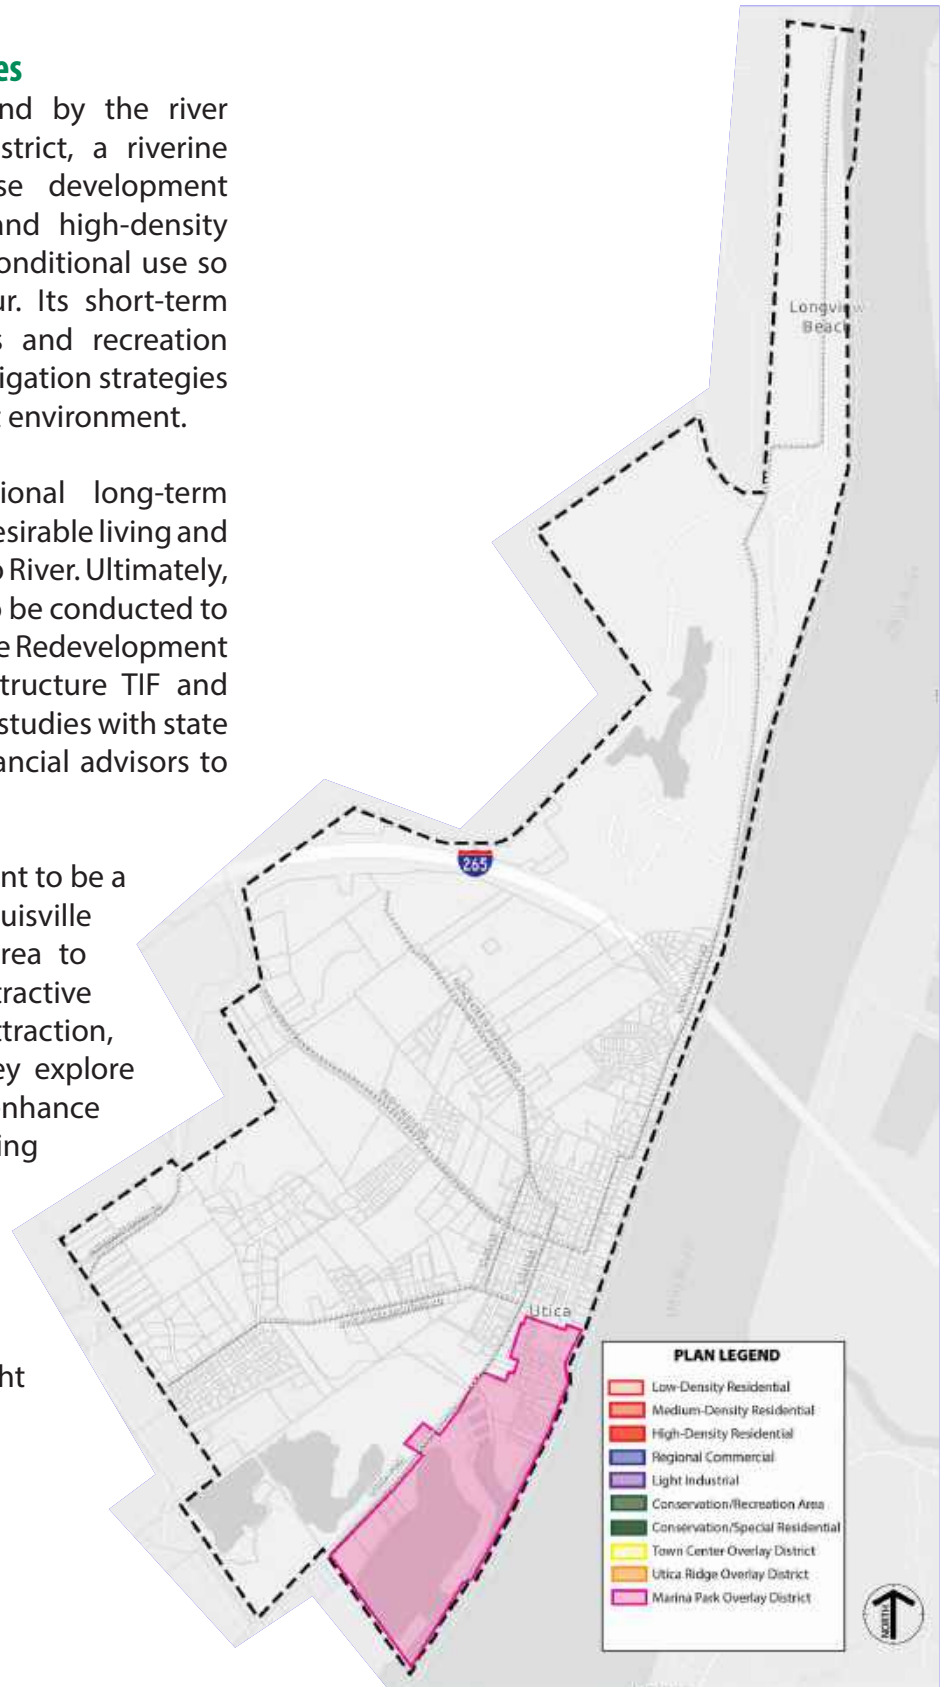 es
nd by the river
strict, a riverine
se development
and high-density
onditional use so
ur. Its short-term
s and recreation
igation strategies
t environment.
ional long-term
esirable living and
o River. Ultimately,
o be conducted to
e Redevelopment
structure TIF and
studies with state
ancial advisors to
nt to be a
uisville
rea to
tractive
ttraction,
ey explore
enhance
ing
ht
Longview
Beach
265
Utica
PLAN LEGEND
Low-Density Residential
Medium-Density Residential
High-Density Residential
Regional Commercial
Light Industrial
Conservation/Recreation Area
Conservation/Special Residential
Town Center Overlay District
Utica Ridge Overlay District
Marina Park Overlay District
NORTH